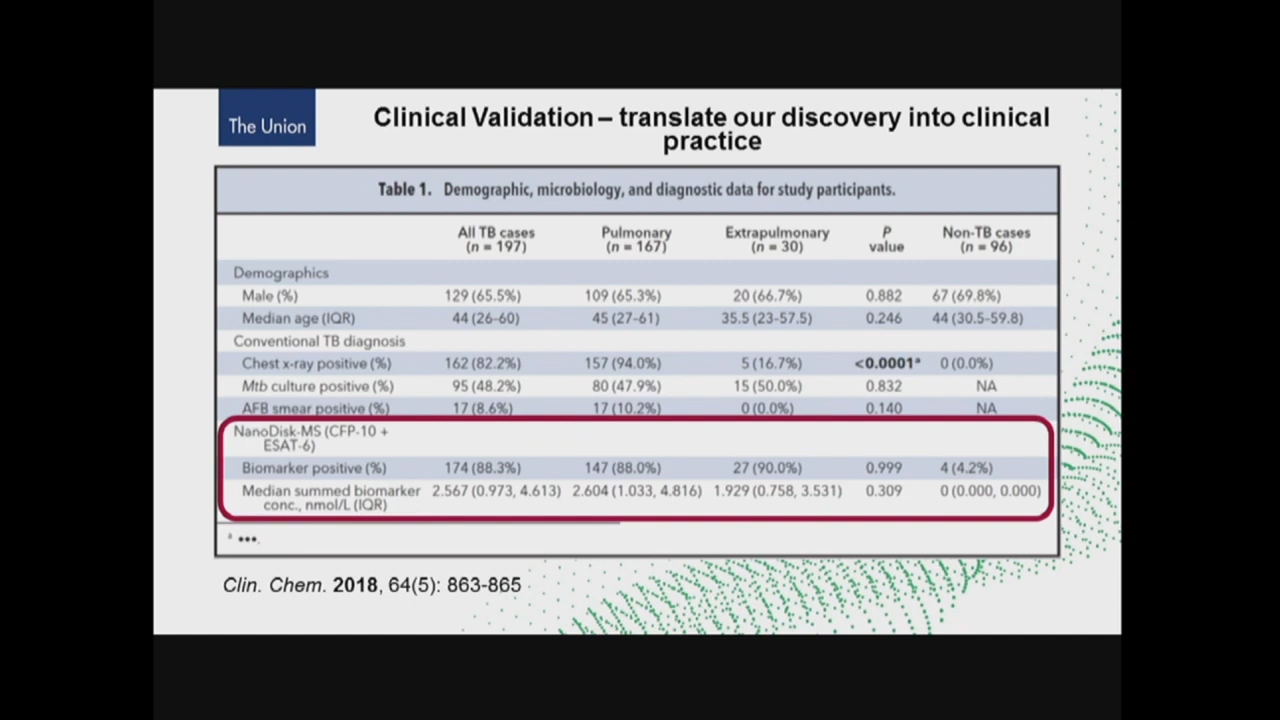 The Union
Clinical Validation – translate our discovery into clinical
practice
Table 1. Demographic, microbiology, and diagnostic data for study participants.
All TB cases Pulmonary Extrapulmonary P Non-TB cases
(n = 197) (n = 167) (n = 30) value (n = 96)
Demographics
Male (%) 129 (65.5%) 109 (65.3%) 20 (66.7%) 0.882 67 (69.8%)
Median age (IQR) 44 (26-60) 45 (27-61) 35.5 (23-57.5) 0.246 44 (30.5-59.8)
Conventional TB diagnosis
Chest x-ray positive (%) 162 (82.2%) 157 (94.0%) 5 (16.7%) <0.0001ª 0 (0.0%)
Mtb culture positive (%) 95 (48.2%) 80 (47.9%) 15 (50.0%) 0.832 NA
AFB smear positive (%) 17 (8.6%) 17 (10.2%) 0 (0.0%) 0.140 NA
NanoDisk-MS (CFP-10 +
ESAT-6)
Biomarker positive (%) 174 (88.3%) 147 (88.0%) 27 (90.0%) 0.999 4 (4.2%)
Median summed biomarker 2.567 (0.973, 4.613) 2.604 (1.033, 4.816) 1.929 (0.758, 3.531) 0.309 0 (0.000, 0.000)
conc., nmol/L (IQR)
ª •••.
Clin. Chem. 2018, 64(5): 863-865